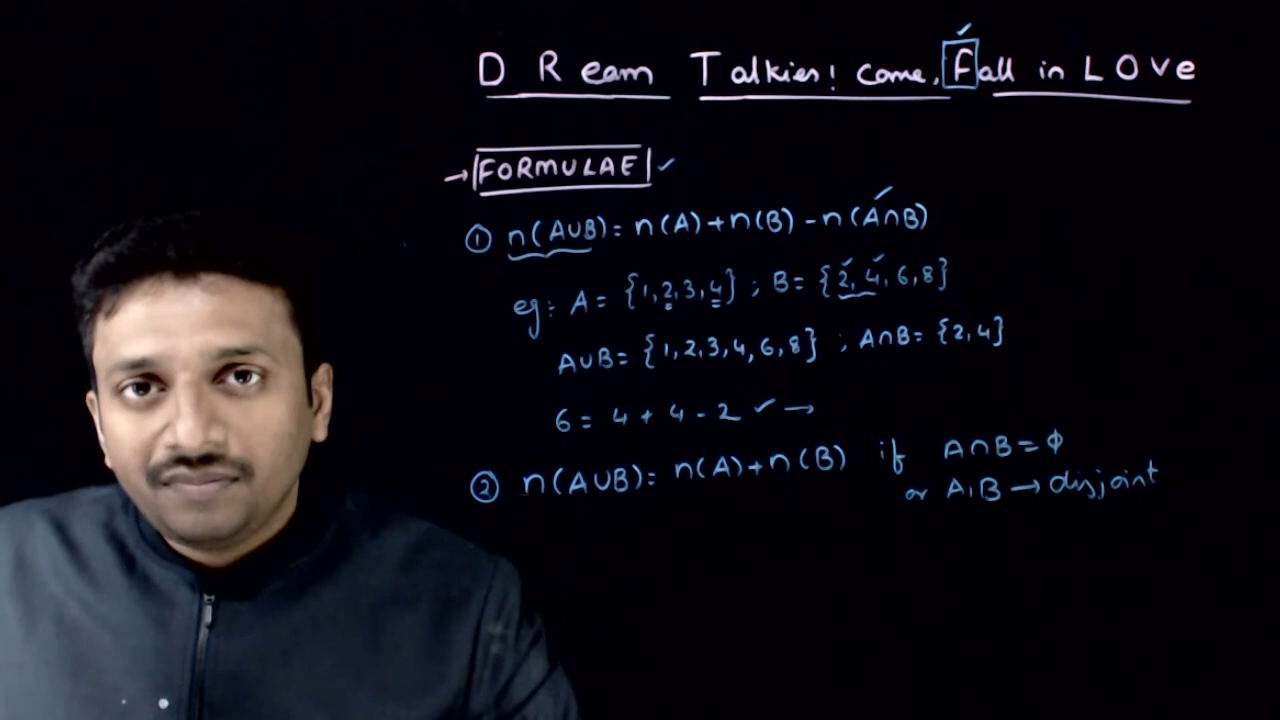 D R eam Talkies! come, Fall in L O V e
→ FORMULAE ✓
① n(A∪B) = n(A)+n(B) - n(A∩B)
eg: A = {1,2,3,4} ; B = {2,4,6,8}
A∪B = {1,2,3,4,6,8} ; A∩B = {2,4}
6 = 4 + 4 - 2 ✓ →
② n(A∪B) = n(A)+n(B) if A∩B = ϕ
or A,B → disjoint